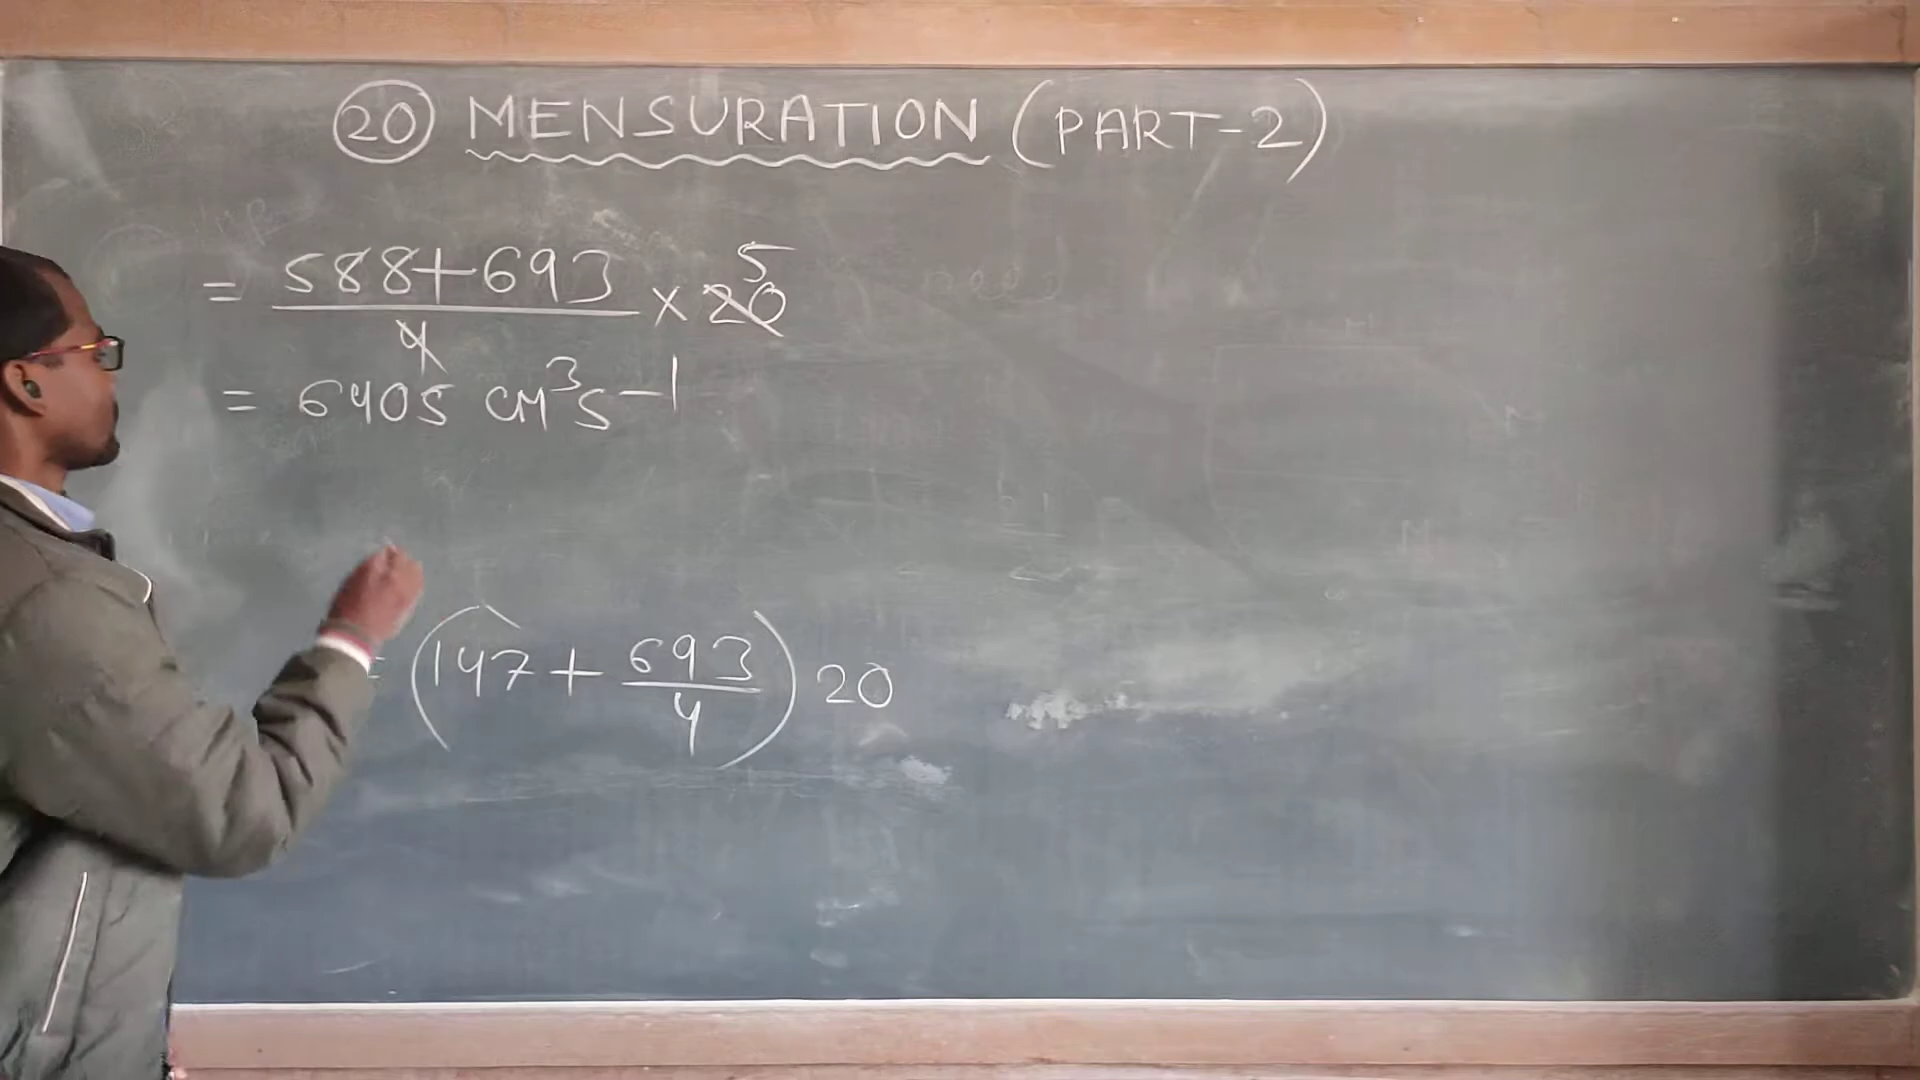 20 MENSURATION (PART-2)
= 588+693/4 × 20 5
= 6405 cm³s-1
= (147 + 693/4) 20